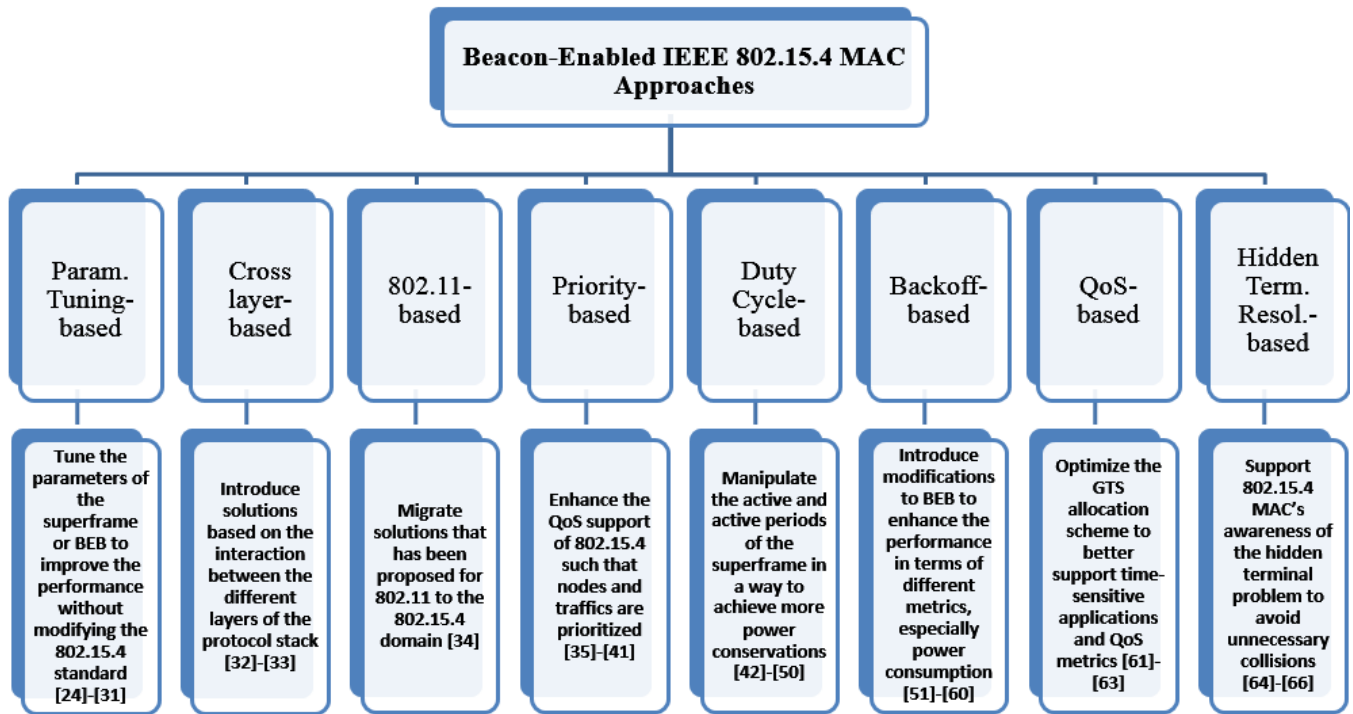 Beacon-Enabled IEEE 802.15.4 MAC
Approaches
Param.
Tuning-
based
Cross
layer-
based
802.11-
based
Priority-
based
Duty
Cycle-
based
Backoff-
based
QoS-
based
Hidden
Term.
Resol.-
based
Tune the
parameters of
the
superframe
or BEB to
improve the
performance
without
modifying the
802.15.4
standard
[24]-[31]
Introduce
solutions
based on the
interaction
between the
different
layers of the
protocol stack
[32]-[33]
Migrate
solutions that
has been
proposed for
802.11 to the
802.15.4
domain [34]
Enhance the
QoS support
of 802.15.4
such that
nodes and
traffics are
prioritized
[35]-[41]
Manipulate
the active and
active periods
of the
superframe in
a way to
achieve more
power
conservations
[42]-[50]
Introduce
modifications
to BEB to
enhance the
performance
in terms of
different
metrics,
especially
power
consumption
[51]-[60]
Optimize the
GTS
allocation
scheme to
better
support time-
sensitive
applications
and QoS
metrics [61]-
[63]
Support
802.15.4
MAC’s
awareness of
the hidden
terminal
problem to
avoid
unnecessary
collisions
[64]-[66]